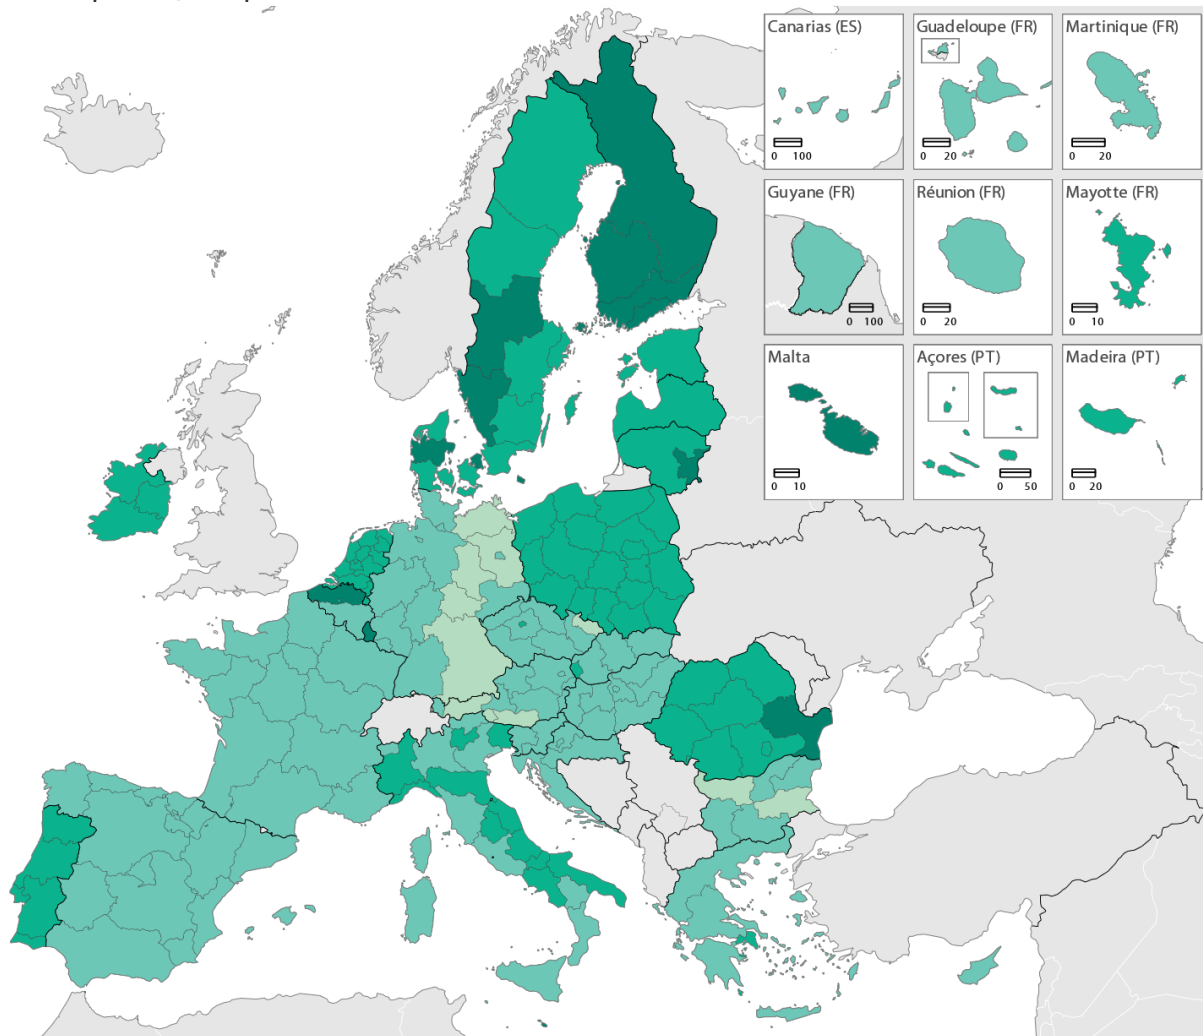 Canarias (ES)
0 100
Guadeloupe (FR)
0 20
Martinique (FR)
0 20
Guyane (FR)
0 100
Réunion (FR)
0 20
Mayotte (FR)
0 10
Malta
0 10
Açores (PT)
0 50
Madeira (PT)
0 20